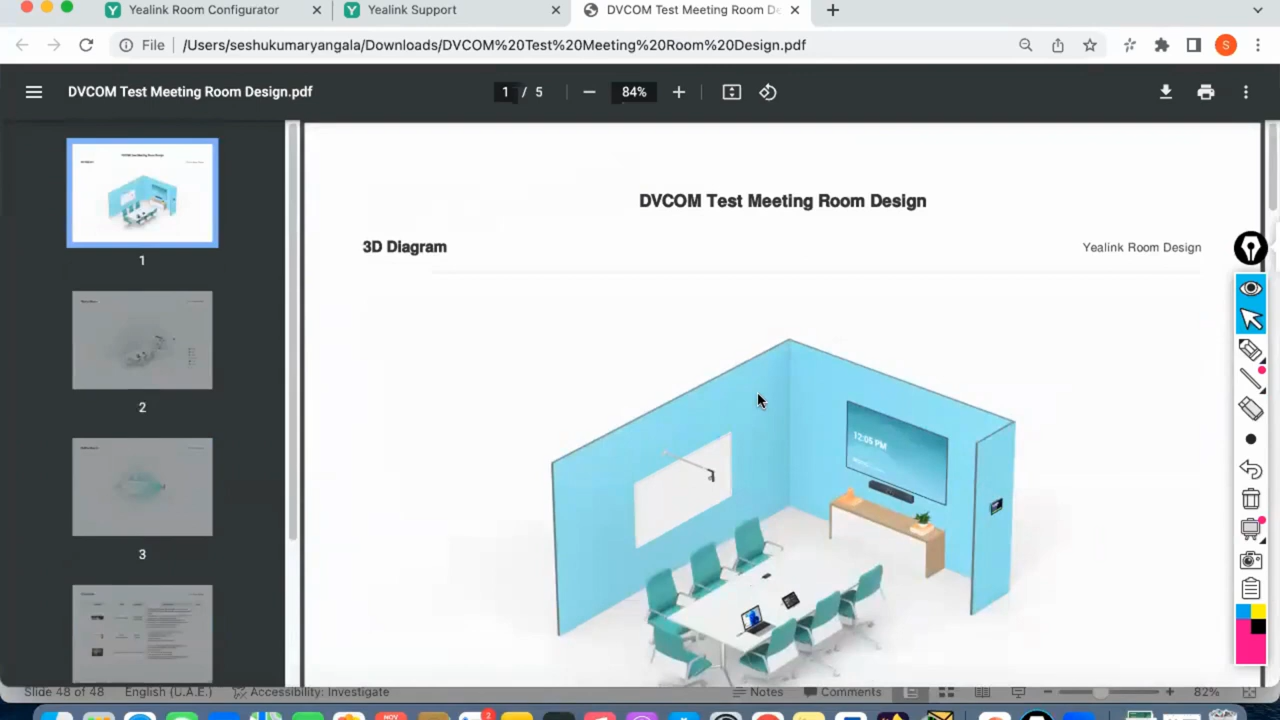 Yealink Room Configurator
Yealink Support
DVCOM Test Meeting Room De
File
/Users/seshukumaryangala/Downloads/DVCOM%20Test%20Meeting%20Room%20Design.pdf
S
DVCOM Test Meeting Room Design.pdf
1 / 5
84%
DVCOM Test Meeting Room Design
3D Diagram
Yealink Room Design
12:05 PM
1
2
3
Slide 48 of 48
English (U.A.E.)
Accessibility: Investigate
Notes
Comments
82%
NOV
2